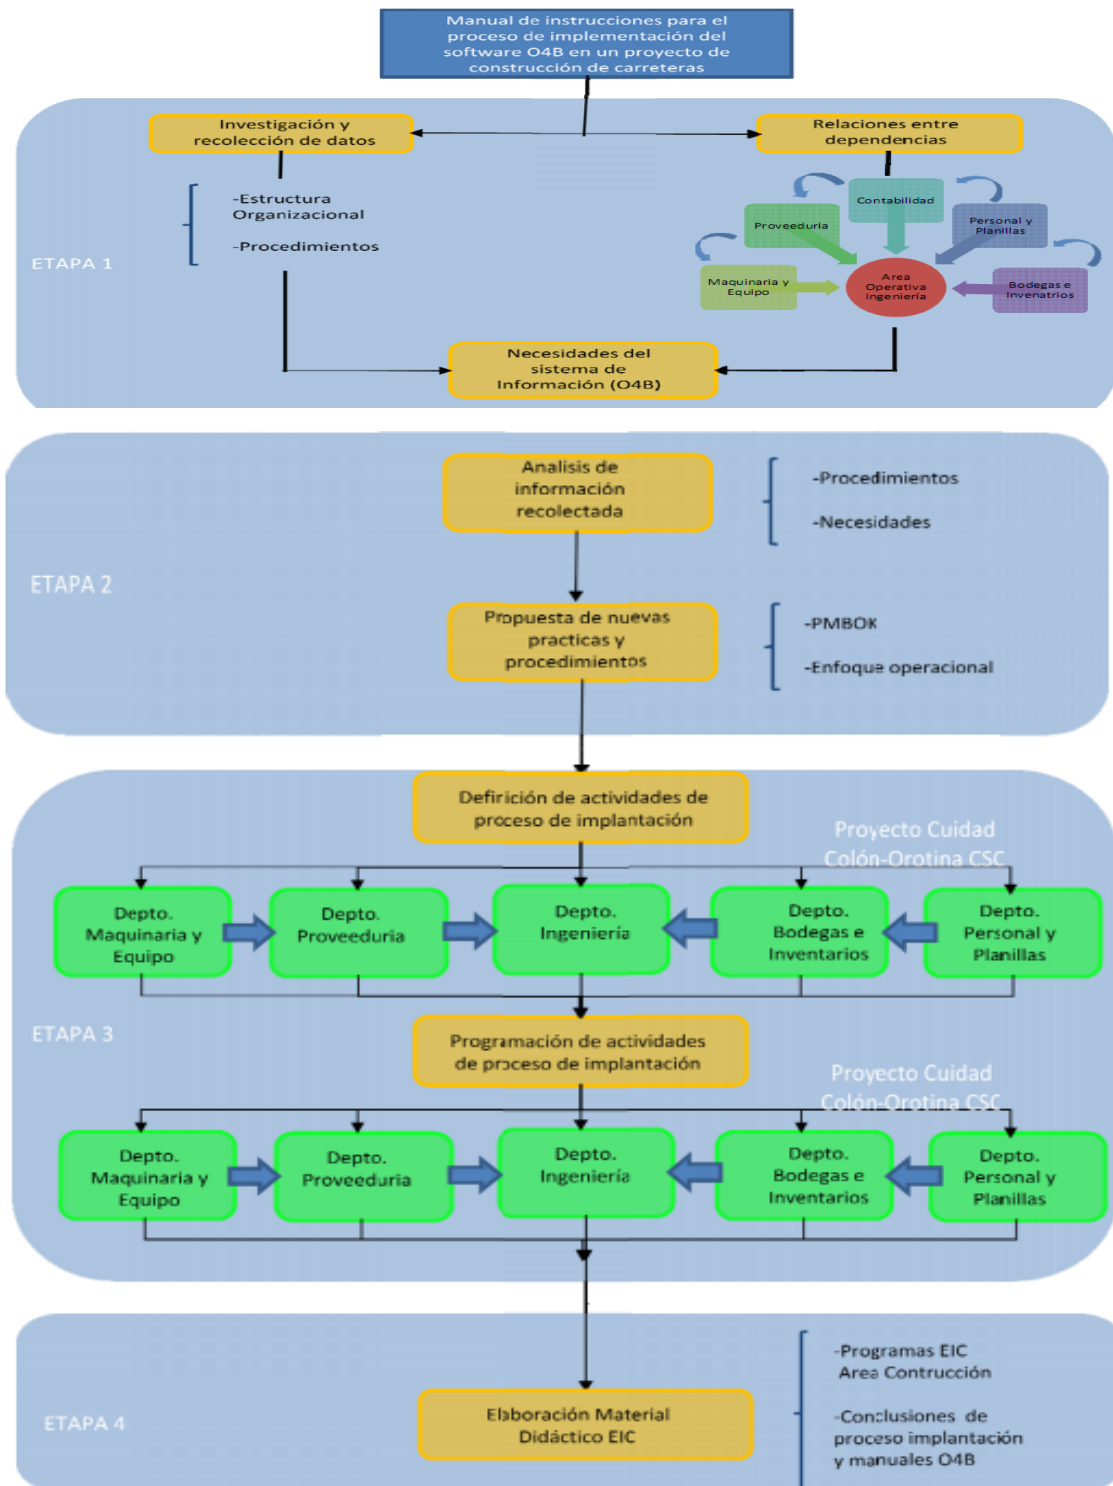 Manual de instrucciones para el
proceso de implementación del
software O4B en un proyecto de
construcción de carreteras
Investigación y
recolección de datos
Relaciones entre
dependencias
-Estructura
Organizacional
-Procedimientos
Contabilidad
Proveeduria
Personal y
Planillas
Maquinaria y
Equipo
Area
Operativa
Ingeniería
Bodegas e
Invenatrios
ETAPA 1
Necesidades del
sistema de
Información (O4B)
Analisis de
información
recolectada
-Procedimientos
-Necesidades
ETAPA 2
Propuesta de nuevas
practicas y
procedimientos
-PMBOK
-Enfoque operacional
Definición de actividades de
proceso de implantación
Proyecto Cuidad
Colón-Orotina CSC
Depto.
Maquinaria y
Equipo
Depto.
Proveeduria
Depto.
Ingeniería
Depto.
Bodegas e
Inventarios
Depto.
Personal y
Planillas
ETAPA 3
Programación de actividades
de proceso de implantación
Proyecto Cuidad
Colón-Orotina CSC
Depto.
Maquinaria y
Equipo
Depto.
Proveeduria
Depto.
Ingeniería
Depto.
Bodegas e
Inventarios
Depto.
Personal y
Planillas
ETAPA 4
Elaboración Material
Didáctico EIC
-Programas EIC
Area Contrucción
-Conclusiones de
proceso implantación
y manuales O4B